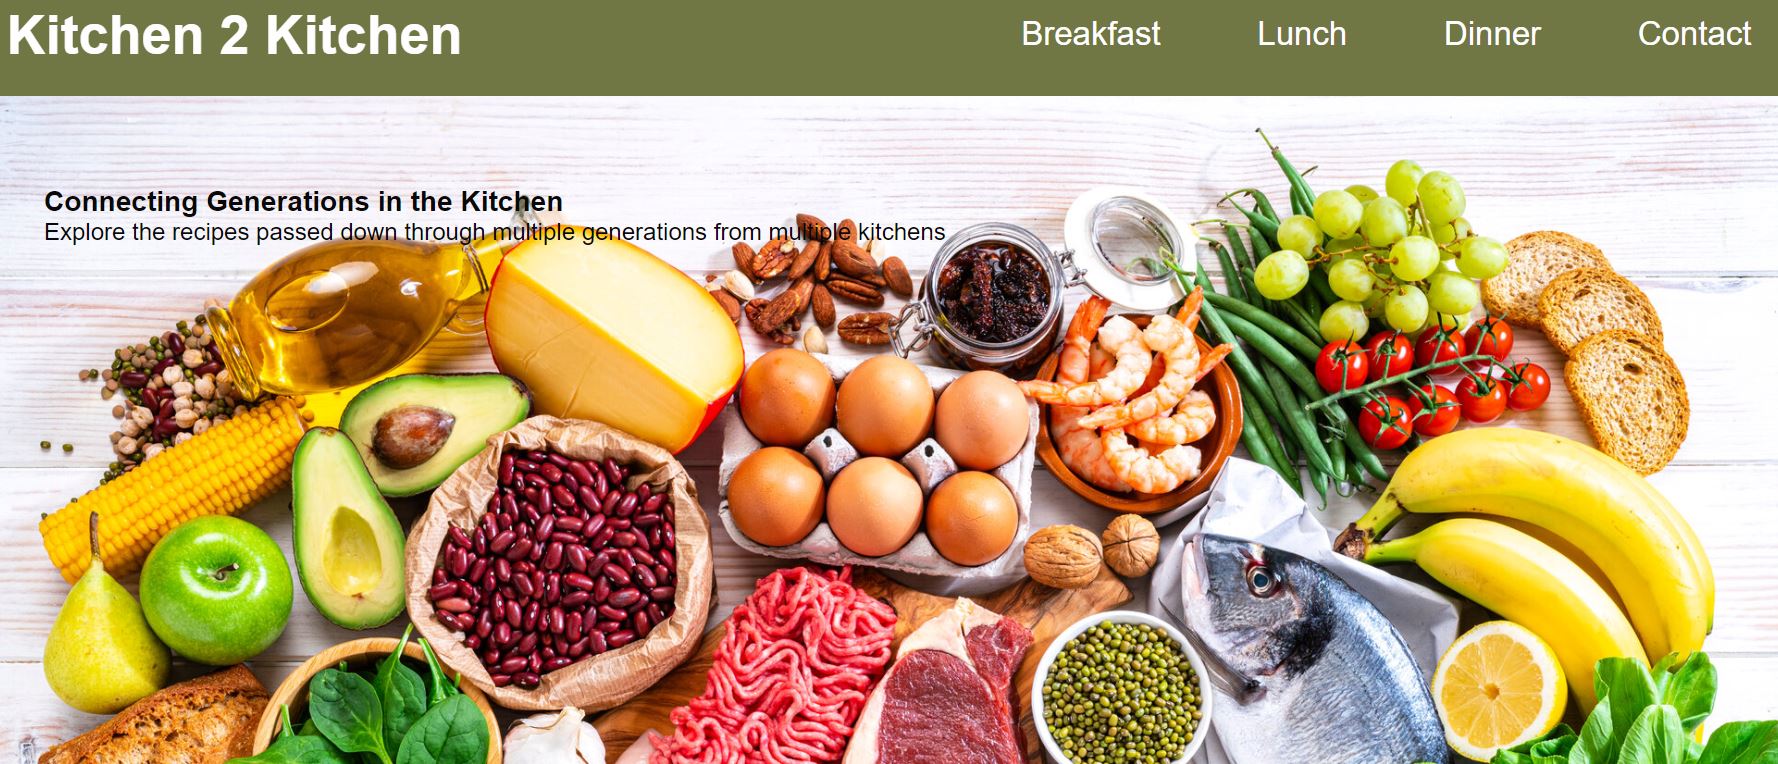 Kitchen 2 Kitchen
Breakfast Lunch Dinner Contact
Connecting Generations in the Kitchen
Explore the recipes passed down through multiple generations from multiple kitchens